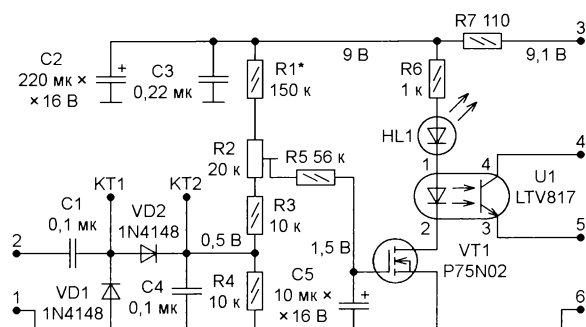 R7 110
3
9 В
9,1 В
C2
220 мк ×
× 16 В
+
C3
0,22 мк
R1*
150 к
R6
1 к
HL1
1
4
4
R2
20 к
R5 56 к
U1
LTV817
C1
0,1 мк
КТ1
VD2
1N4148
КТ2
R3
10 к
2
3
5
2
0,5 В
1,5 В
VT1
P75N02
1
VD1
1N4148
C4
0,1 мк
R4
10 к
C5
10 мк ×
× 16 В
+
6